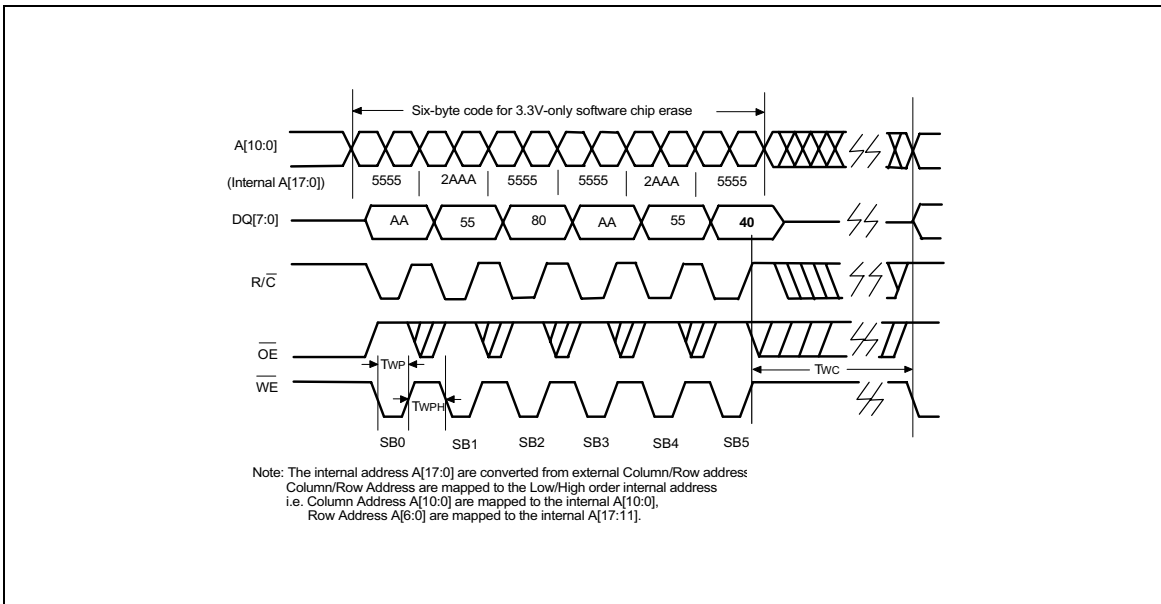 Six-byte code for 3.3V-only software chip erase
A[10:0]
(Internal A[17:0])
5555 2AAA 5555 5555 2AAA 5555
DQ[7:0]
AA 55 80 AA 55 40
R/C̅
O̅E̅
TWP
TWC
W̅E̅
TWPH
SB0 SB1 SB2 SB3 SB4 SB5
Note: The internal address A[17:0] are converted from external Column/Row address
Column/Row Address are mapped to the Low/High order internal address
i.e. Column Address A[10:0] are mapped to the internal A[10:0],
Row Address A[6:0] are mapped to the internal A[17:11].